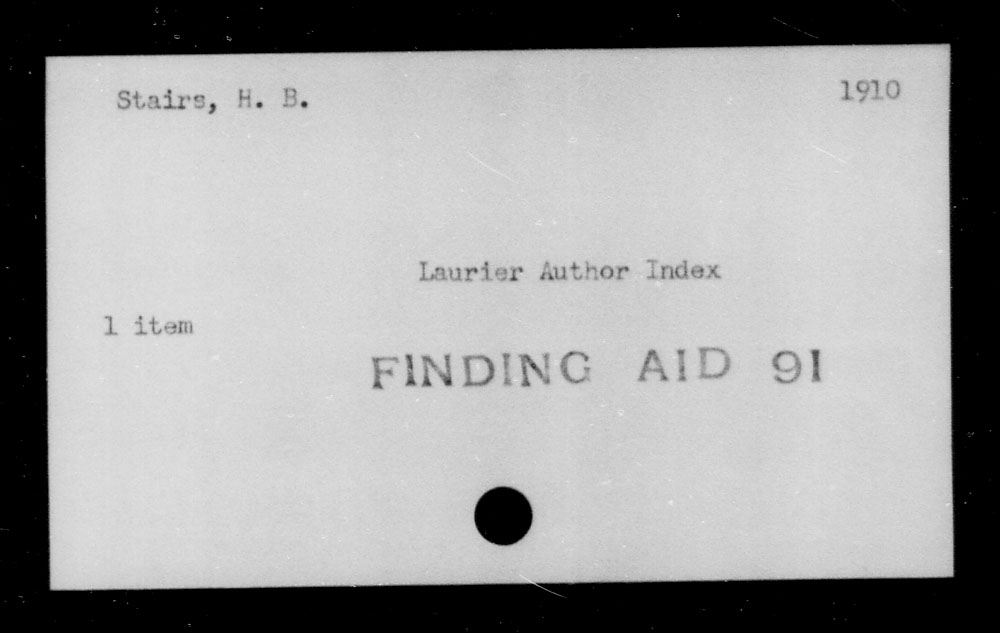 Stairs, H. B. 1910
Laurier Author Index
1 item
FINDING AID 91